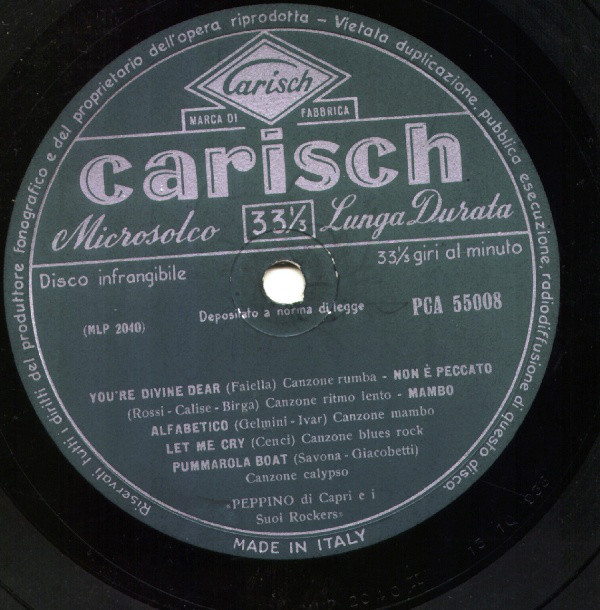 Riservati tutti i diritti del produttore fonografico e del proprietario dell'opera riprodotta – Vietata duplicazione, pubblica esecuzione, radiodiffusione di questo disco.
Carisch
MARCA DI FABBRICA
carisch
Microsolco 33⅓ Lunga Durata
Disco infrangibile
33⅓ giri al minuto
Depositato a norma di legge
PCA 55008
(MLP 2040)
YOU'RE DIVINE DEAR (Faiella) Canzone rumba - NON È PECCATO
(Rossi - Calise - Birga) Canzone ritmo lento - MAMBO
ALFABETICO (Gelmini - Ivar) Canzone mambo
LET ME CRY (Cenci) Canzone blues rock
PUMMAROLA BOAT (Savona - Giacobetti)
Canzone calypso
«PEPPINO di Capri e i
Suoi Rockers»
MADE IN ITALY